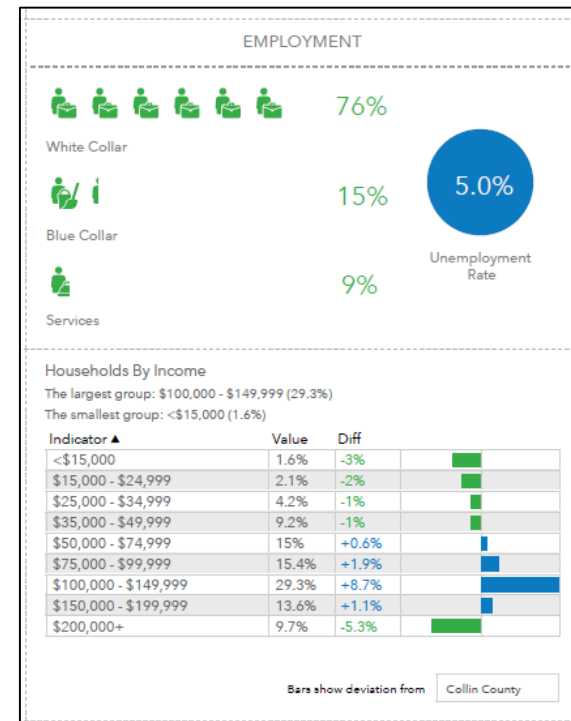 EMPLOYMENT
76%
White Collar
15%
Blue Collar
9%
Services
5.0%
Unemployment
Rate
Households By Income
The largest group: $100,000 - $149,999 (29.3%)
The smallest group: <$15,000 (1.6%)
Indicator ▲ Value Diff
<$15,000 1.6% -3%
$15,000 - $24,999 2.1% -2%
$25,000 - $34,999 4.2% -1%
$35,000 - $49,999 9.2% -1%
$50,000 - $74,999 15% +0.6%
$75,000 - $99,999 15.4% +1.9%
$100,000 - $149,999 29.3% +8.7%
$150,000 - $199,999 13.6% +1.1%
$200,000+ 9.7% -5.3%
Bars show deviation from Collin County